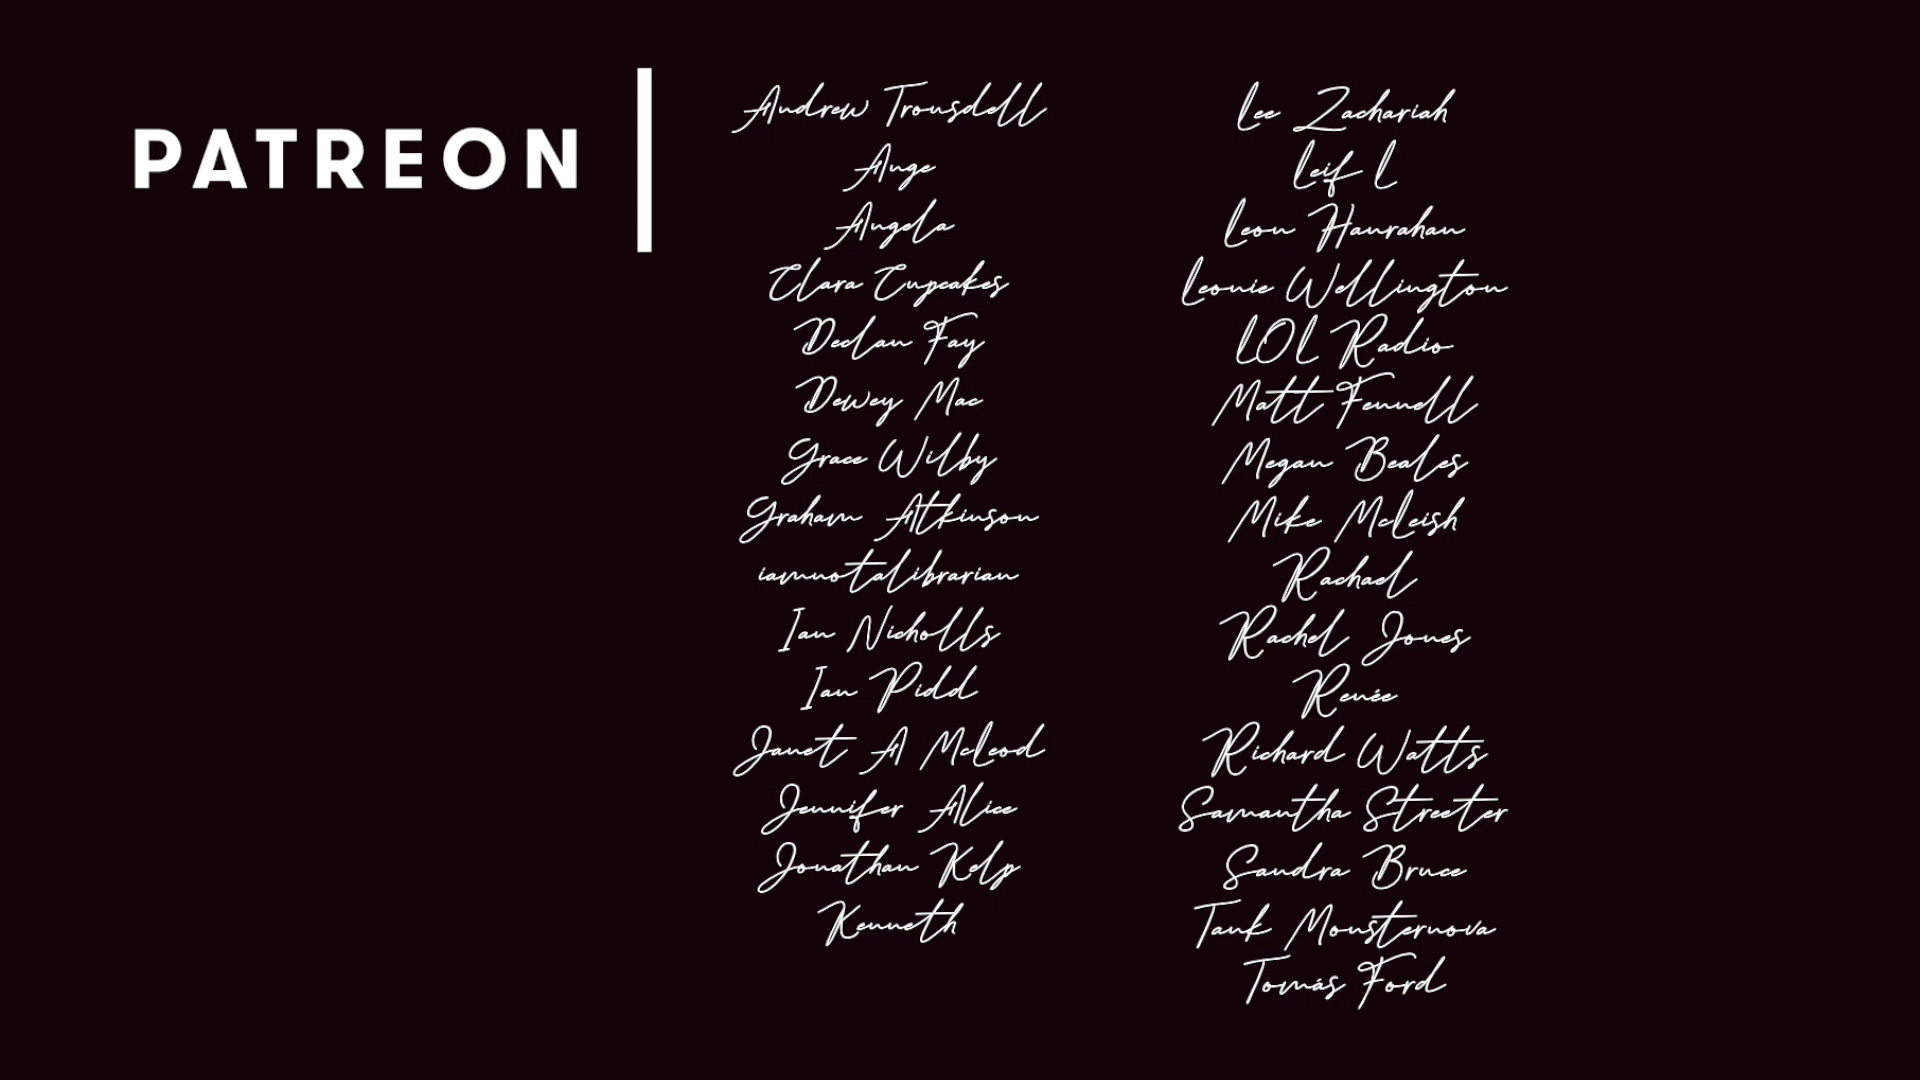 PATREON
Andrew Trousdell
Ange
Angela
Clara Cupcakes
Declan Fay
Dewey Mac
Grace Wilby
Graham Atkinson
iamnotalibrarian
Ian Nicholls
Ian Pidd
Janet A McLeod
Jennifer Alice
Jonathan Kelp
Kenneth
Lee Zachariah
Leif L
Leon Hanrahan
Leonie Wellington
LOL Radio
Matt Fennell
Megan Beales
Mike McLeish
Rachael
Rachel Jones
Renée
Richard Watts
Samantha Streeter
Sandra Bruce
Tank Monsternova
Tomás Ford